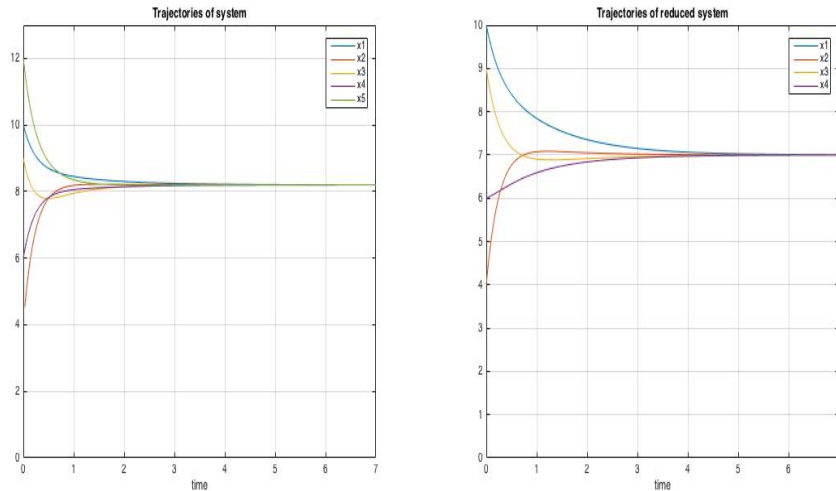 Trajectories of system
12
10
8
6
4
2
0
0 1 2 3 4 5 6 7
time
x1
x2
x3
x4
x5
Trajectories of reduced system
10
9
8
7
6
5
4
3
2
1
0
0 1 2 3 4 5 6
time
x1
x2
x3
x4